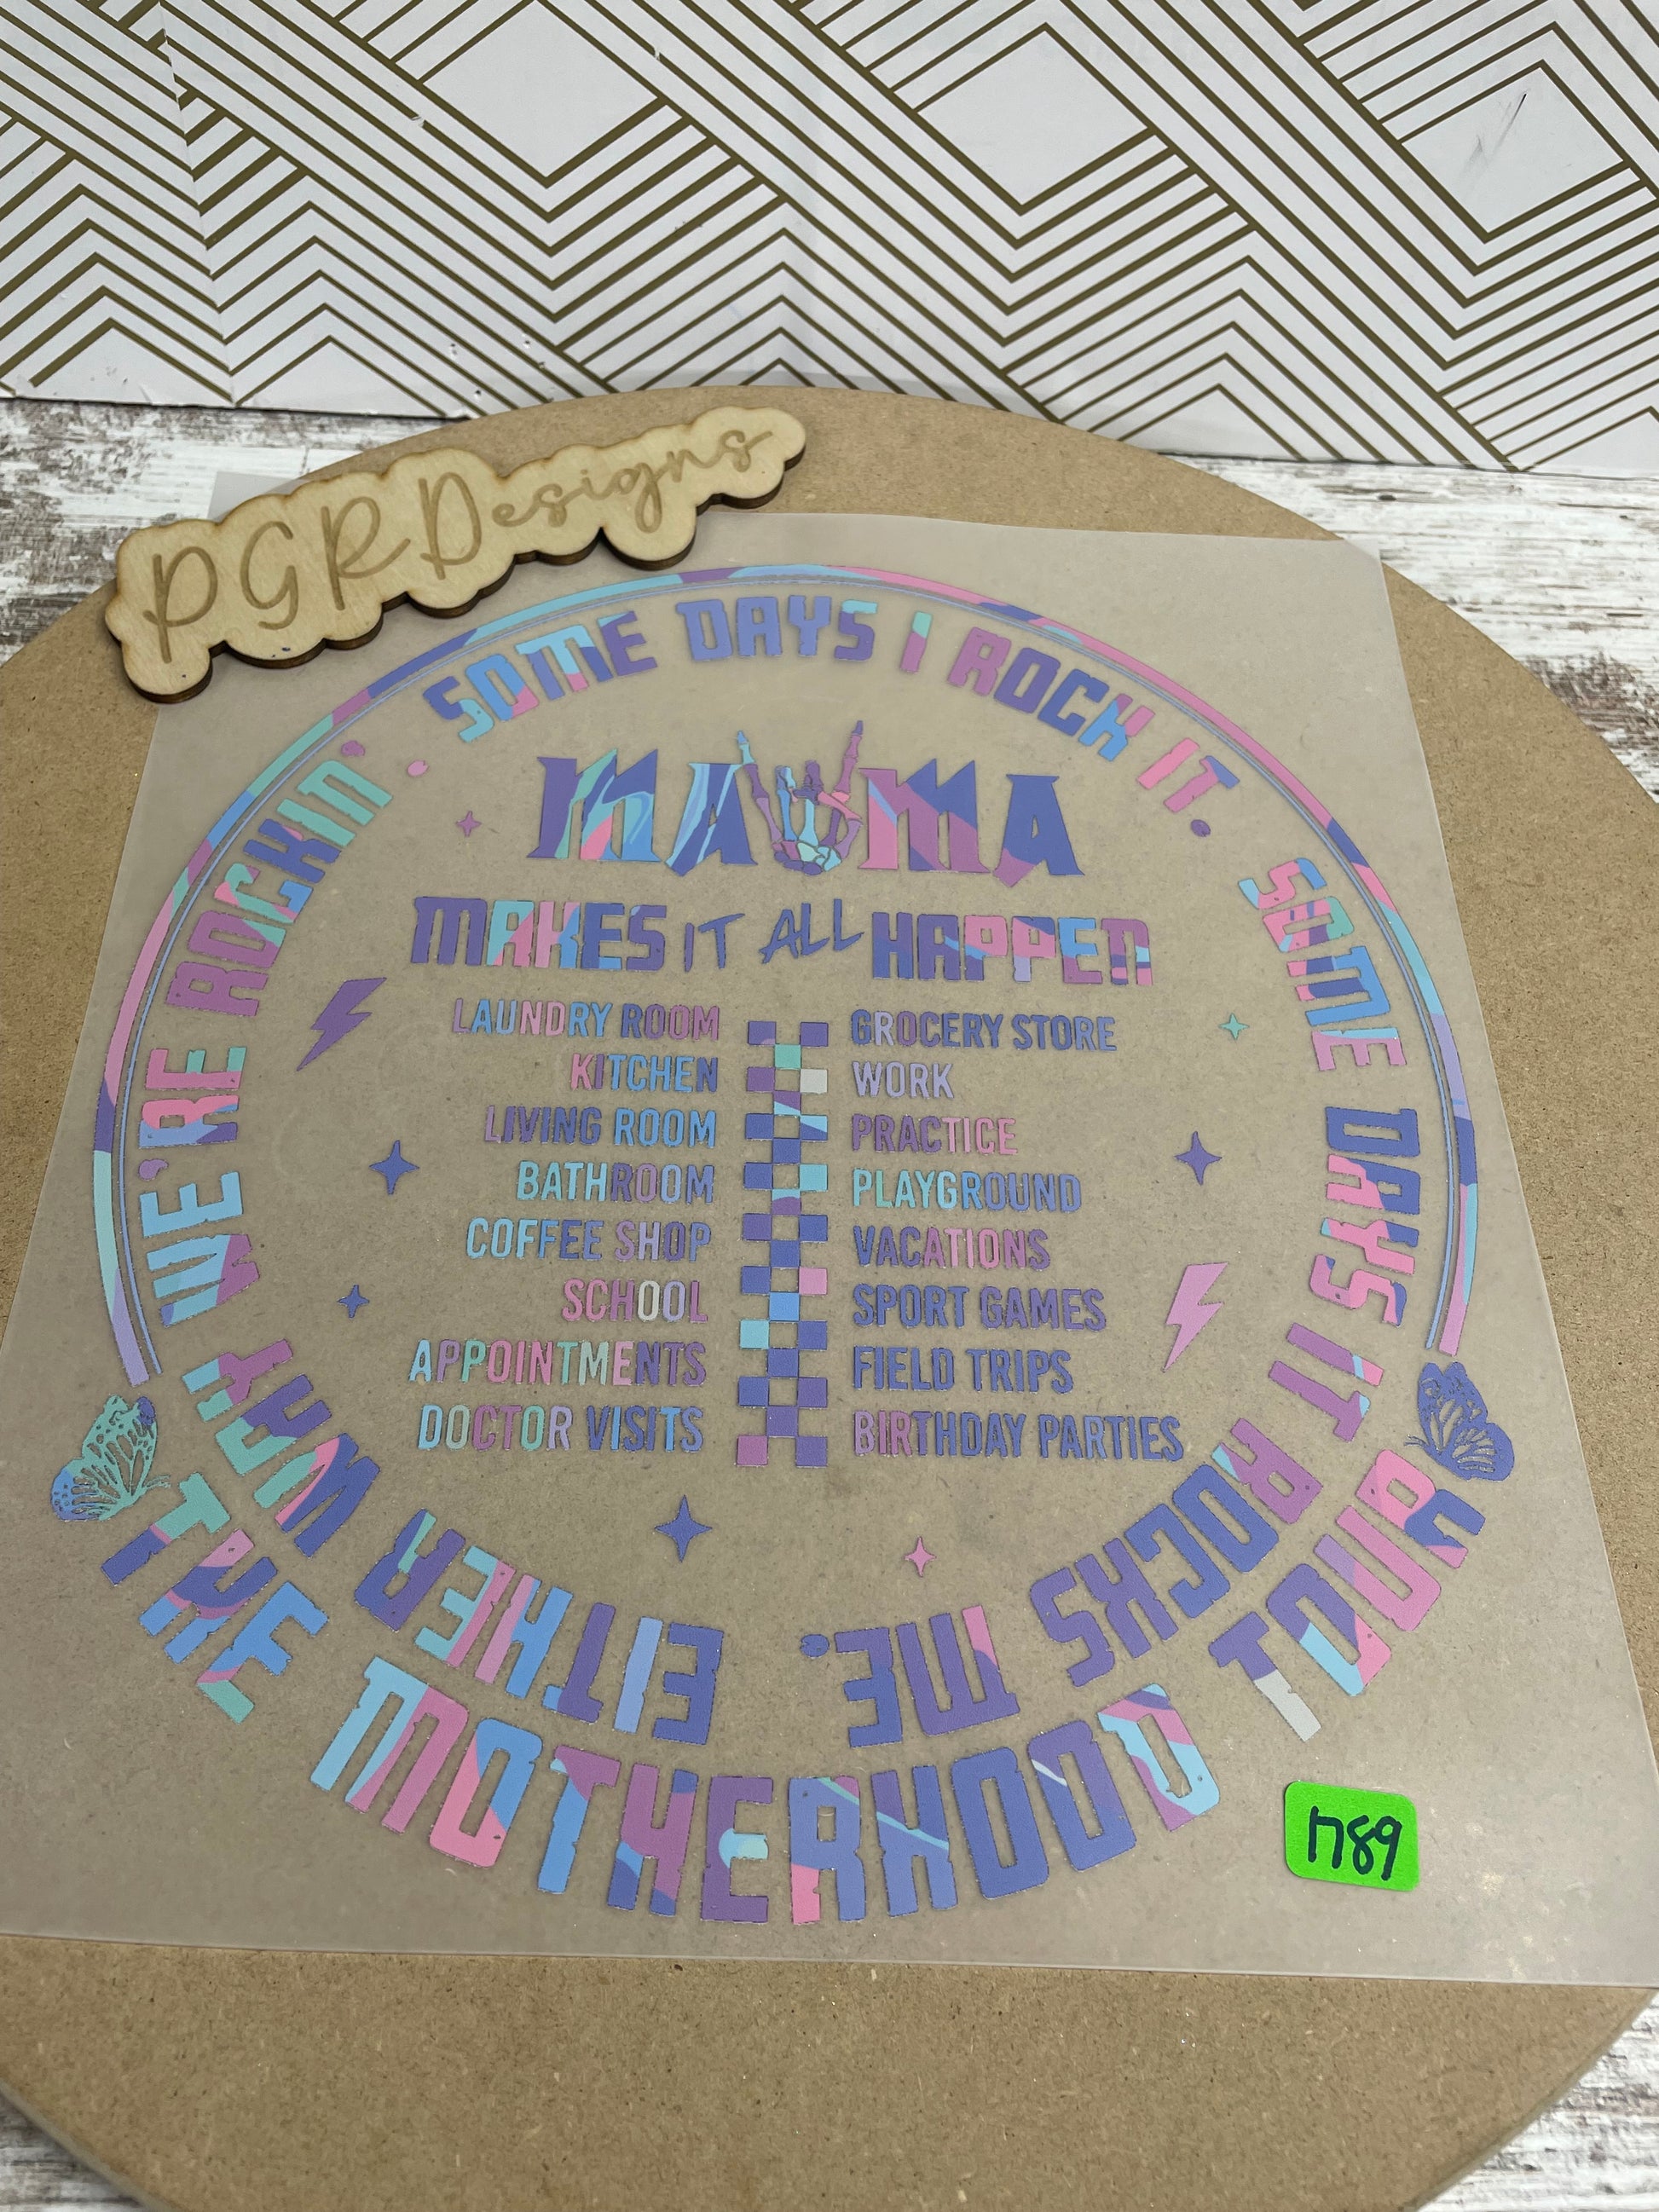 PGRDesigns
SOME DAYS I ROCK IT. SOME DAYS IT ROCKS ME. EITHER WAY WE'RE ROCKIN'.
MAMA
MAKES IT ALL HAPPEN
LAUNDRY ROOM GROCERY STORE
KITCHEN WORK
LIVING ROOM PRACTICE
BATHROOM PLAYGROUND
COFFEE SHOP VACATIONS
SCHOOL SPORT GAMES
APPOINTMENTS FIELD TRIPS
DOCTOR VISITS BIRTHDAY PARTIES
THE MOTHERHOOD TOUR
1789